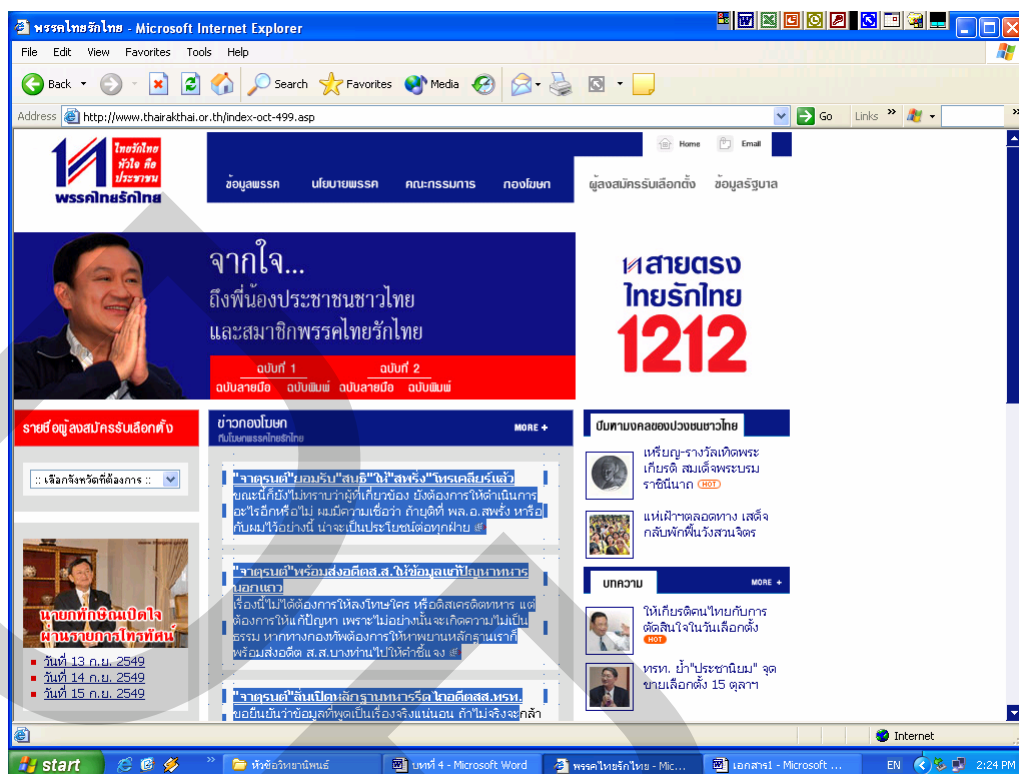 พรรคไทยรักไทย - Microsoft Internet Explorer
File Edit View Favorites Tools Help
Back Search Favorites Media
Address http://www.thairakthai.or.th/index-oct-499.asp Go Links
ไทยรักไทย
หัวใจ คือ
ประชาชน
พรรคไทยรักไทย
Home Email
ข้อมูลพรรค นโยบายพรรค คณะกรรมการ กองโฆษก ผู้ลงสมัครรับเลือกตั้ง ข้อมูลรัฐบาล
จากใจ...
ถึงพี่น้องประชาชนชาวไทย
และสมาชิกพรรคไทยรักไทย
ฉบับที่ 1 ฉบับที่ 2
ฉบับลายมือ ฉบับพิมพ์ ฉบับลายมือ ฉบับพิมพ์
สายตรง
ไทยรักไทย
1212
รายชื่อผู้ลงสมัครรับเลือกตั้ง
:: เลือกจังหวัดที่ต้องการ ::
นายกทักษิณเปิดใจ
ผ่านรายการโทรทัศน์
วันที่ 13 ก.ย. 2549
วันที่ 14 ก.ย. 2549
วันที่ 15 ก.ย. 2549
ข่าวกองโฆษก
ทีมโฆษกพรรคไทยรักไทย
MORE +
"จาตุรนต์"ยอมรับ"สนธิ"ให้"สพรั่ง"โทรเคลียร์แล้ว
ขณะนี้ก็ยังไม่ทราบว่าผู้ที่เกี่ยวข้อง ยังต้องการให้ดำเนินการ
อะไรอีกหรือไม่ ผมมีความเชื่อว่า ถ้ายุติที่ พล.อ.สพรั่ง หารือ
กับผมไว้อย่างนี้ น่าจะเป็นประโยชน์ต่อทุกฝ่าย
"จาตุรนต์"พร้อมส่งอดีตส.ส.ให้ข้อมูลแก้ปัญหาทหาร
นอกแถว
เรื่องนี้ไม่ได้ต้องการให้ลงโทษใคร หรือดิสเครดิตทหาร แต่
ต้องการให้แก้ปัญหา เพราะไม่อย่างนั้นจะเกิดความไม่เป็น
ธรรม หากทางกองทัพต้องการให้หาพยานหลักฐานเราก็
พร้อมส่งอดีต ส.ส.บางท่านไปให้คำชี้แจง
"จาตุรนต์"ลั่นเปิดหลักฐานทหารรีดไถอดีตสส.ทรท.
ขอยืนยันว่าข้อมูลที่พูดเป็นเรื่องจริงแน่นอน ถ้าไม่จริงจะกล้า
ปีมหามงคลของปวงชนชาวไทย
เหรียญ-รางวัลเทิดพระ
เกียรติ สมเด็จพระบรม
ราชินีนาถ HOT
แห่เฝ้าฯตลอดทาง เสด็จ
กลับพักฟื้นวังสวนจิตร
บทความ MORE +
ให้เกียรติคนไทยกับการ
ตัดสินใจในวันเลือกตั้ง
HOT
ทรท. ย้ำ"ประชานิยม" จุด
ขายเลือกตั้ง 15 ตุลาฯ
Internet
start หัวข้อวิทยานิพนธ์ บทที่ 4 - Microsoft Word พรรคไทยรักไทย - Mic... เอกสาร1 - Microsoft ... EN 2:24 PM